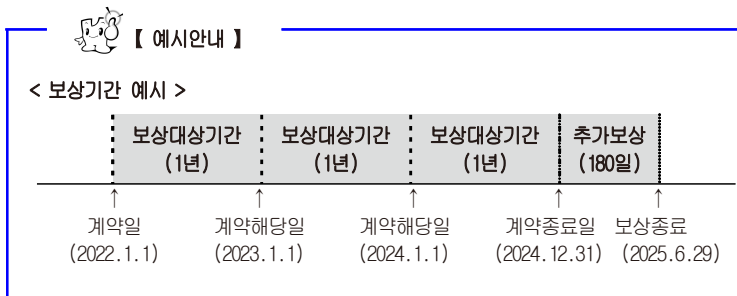 【 예시안내 】
< 보상기간 예시 >
보상대상기간 보상대상기간 보상대상기간 추가보상
(1년) (1년) (1년) (180일)
↑ ↑ ↑ ↑ ↑
계약일 계약해당일 계약해당일 계약종료일 보상종료
(2022.1.1) (2023.1.1) (2024.1.1) (2024.12.31) (2025.6.29)